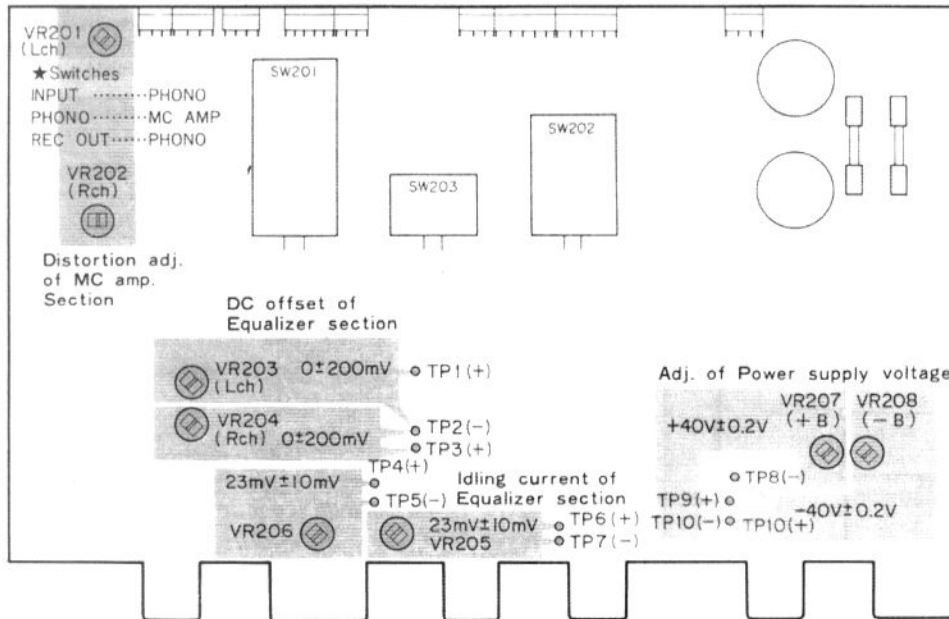 VR201
(Lch)
★Switches
INPUT ········PHONO
PHONO·······MC AMP
REC OUT······PHONO
VR202
(Rch)
Distortion adj.
of MC amp.
Section
SW201
SW203
SW202
DC offset of
Equalizer section
VR203 0±200mV
(Lch)
TP1(+)
VR204
(Rch) 0±200mV
TP2(-)
TP3(+)
TP4(+)
23mV±10mV
TP5(-)
VR206
Idling current of
Equalizer section
23mV±10mV
VR205
TP6(+)
TP7(-)
Adj. of Power supply voltage
VR207 VR208
(+B) (-B)
+40V±0.2V
TP8(-)
TP9(+)
-40V±0.2V
TP10(-) TP10(+)